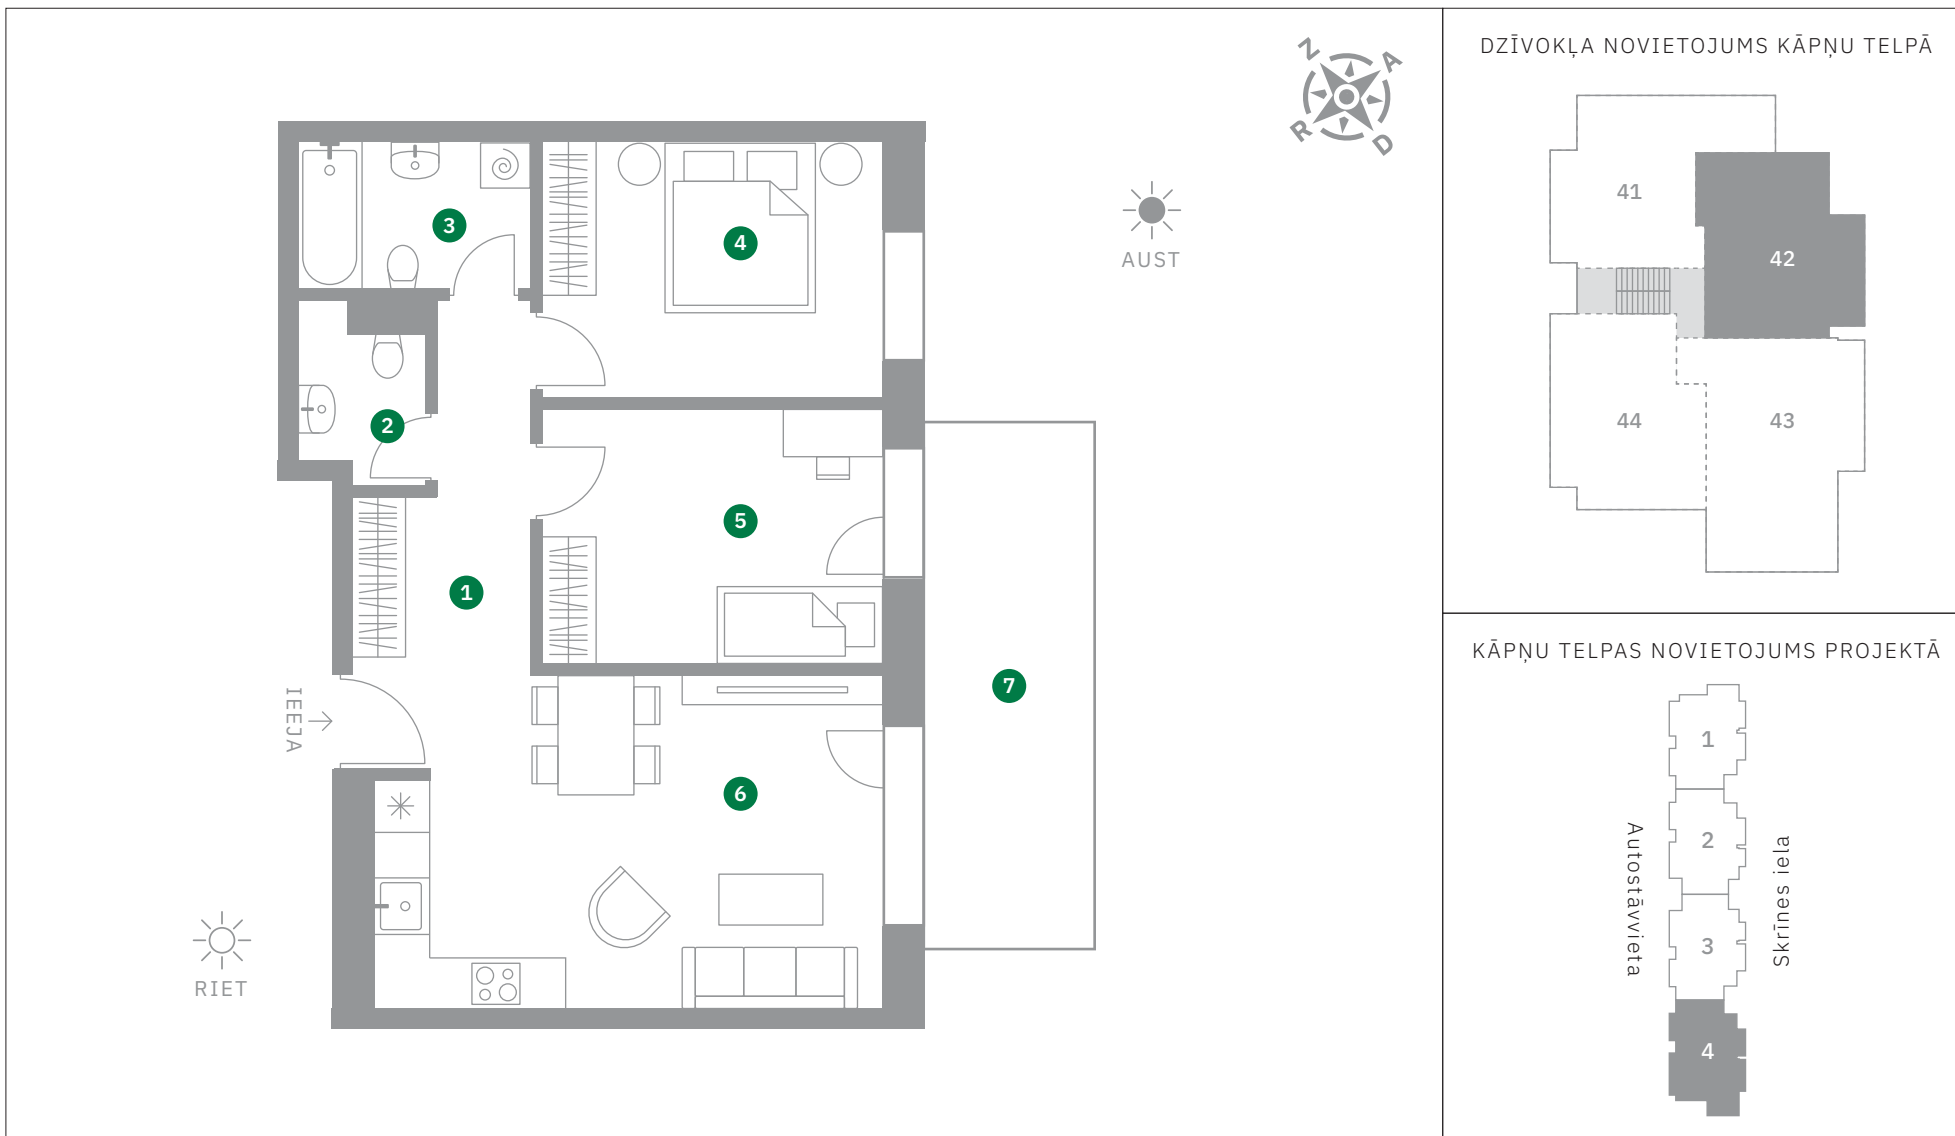 Z
A
R
D
AUST
3
4
2
5
1
7
IEEJA
6
RIET
DZĪVOKĻA NOVIETOJUMS KĀPŅU TELPĀ
41
42
44
43
KĀPŅU TELPAS NOVIETOJUMS PROJEKTĀ
1
2
3
4
Autostāvvieta
Skrīnes iela